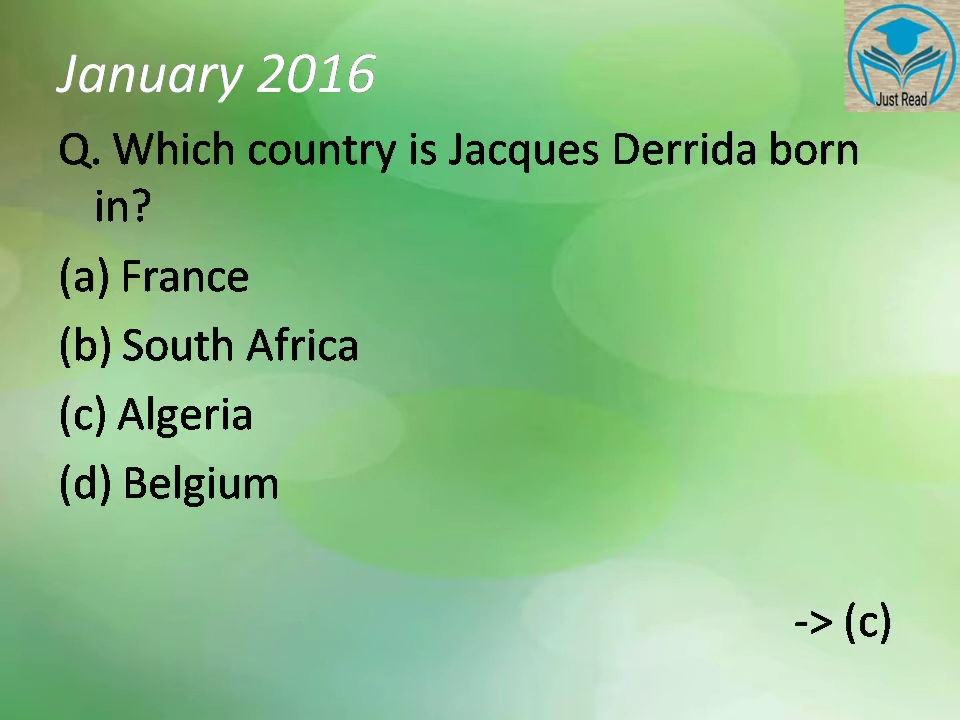 January 2016
Just Read
Q. Which country is Jacques Derrida born
in?
(a) France
(b) South Africa
(c) Algeria
(d) Belgium
-> (c)